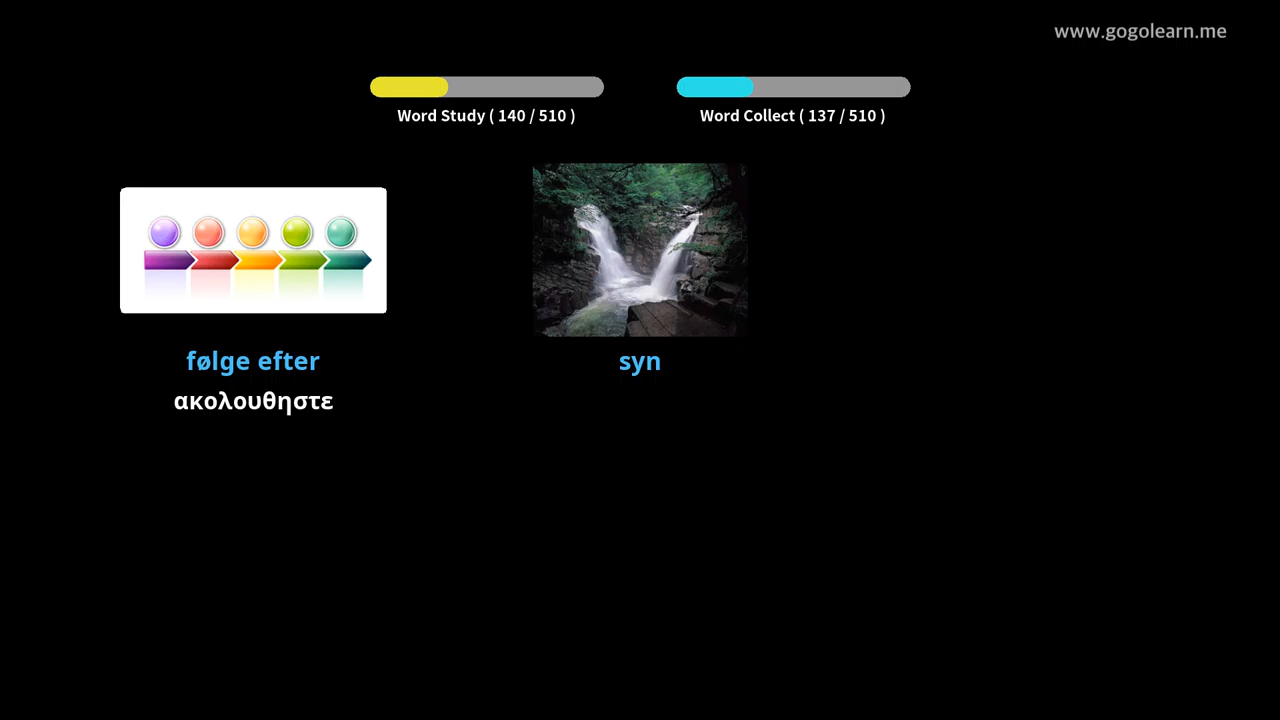 www.gogolearn.me
Word Study ( 140 / 510 )
Word Collect ( 137 / 510 )
følge efter
ακολουθηστε
syn